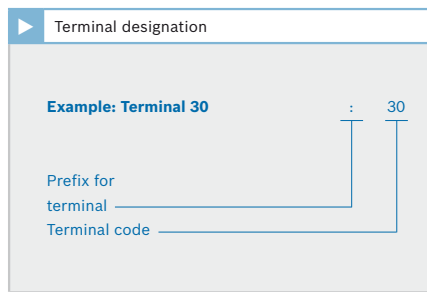 Terminal designation
Example: Terminal 30 : 30
Prefix for
terminal
Terminal code